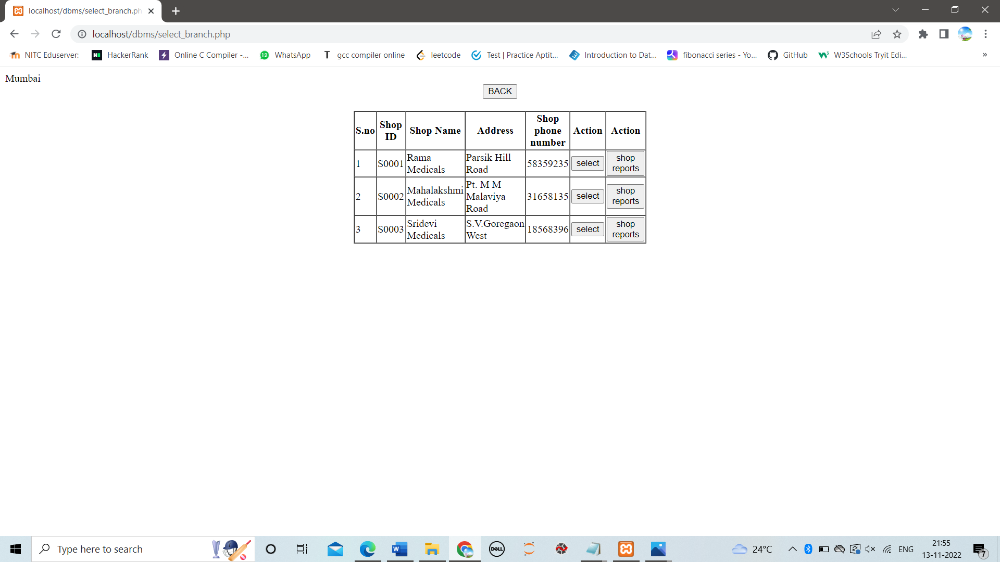 localhost/dbms/select_branch.ph
localhost/dbms/select_branch.php
NITC Eduserver: HackerRank Online C Compiler -... WhatsApp gcc compiler online leetcode Test | Practice Aptit... Introduction to Dat... fibonacci series - Yo... GitHub W3Schools Tryit Edi... »
Mumbai
BACK
S.no Shop ID Shop Name Address Shop phone number Action Action
1 S0001 Rama Medicals Parsik Hill Road 58359235 select shop reports
2 S0002 Mahalakshmi Medicals Pt. M M Malaviya Road 31658135 select shop reports
3 S0003 Sridevi Medicals S.V.Goregaon West 18568396 select shop reports
Type here to search 24°C ENG 21:55
13-11-2022 7